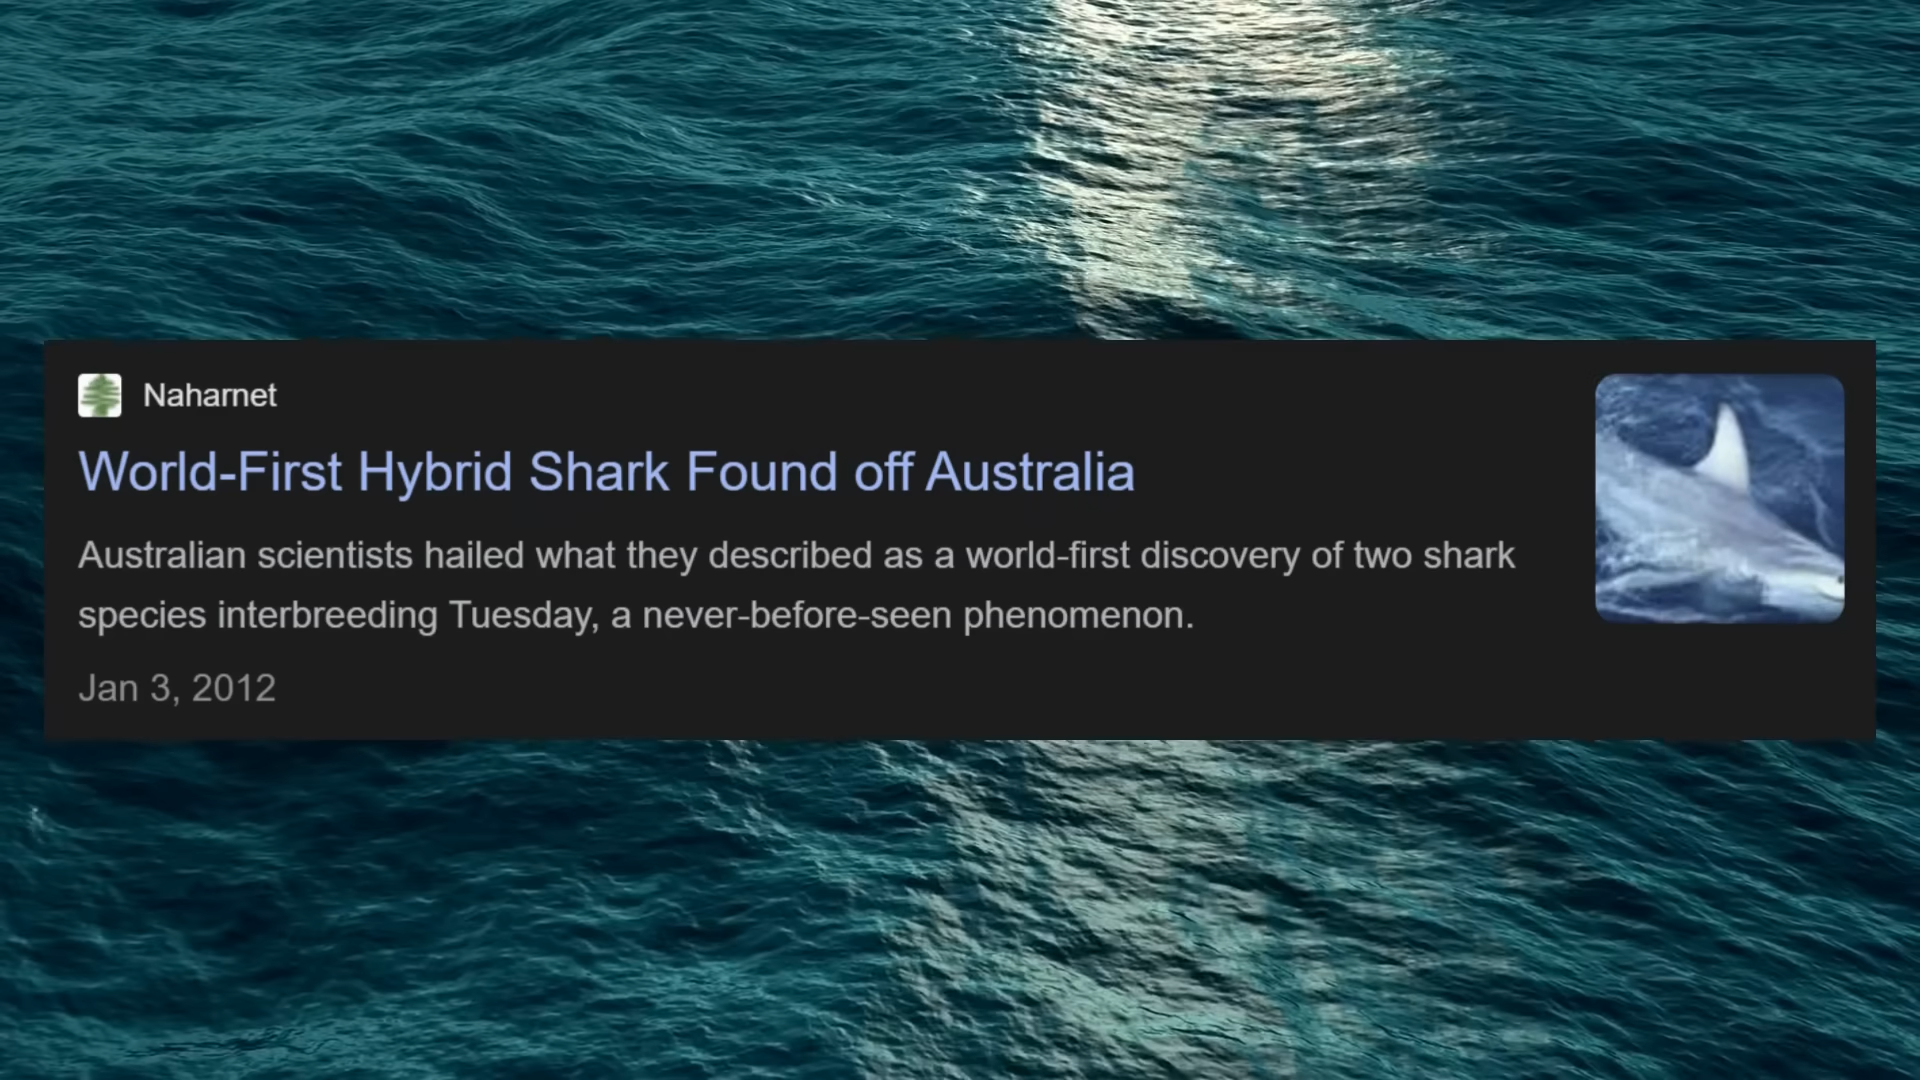 Naharnet
World-First Hybrid Shark Found off Australia
Australian scientists hailed what they described as a world-first discovery of two shark
species interbreeding Tuesday, a never-before-seen phenomenon.
Jan 3, 2012